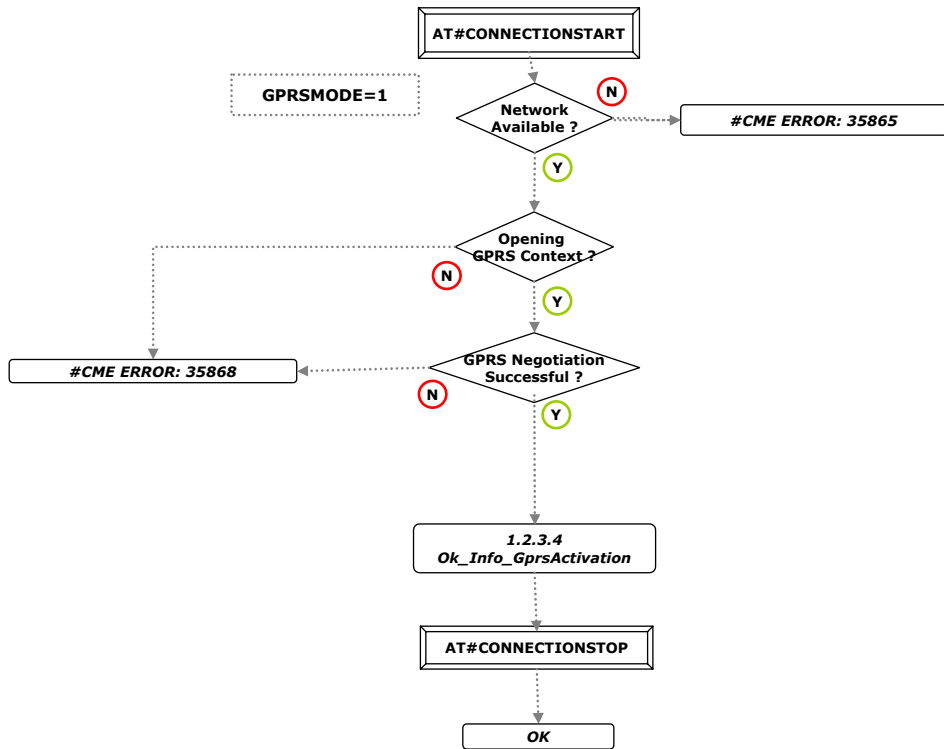 AT#CONNECTIONSTART
GPRSMODE=1
N
Network
Available ?
#CME ERROR: 35865
Y
Opening
GPRS Context ?
N
Y
GPRS Negotiation
Successful ?
#CME ERROR: 35868
N
Y
1.2.3.4
Ok_Info_GprsActivation
AT#CONNECTIONSTOP
OK